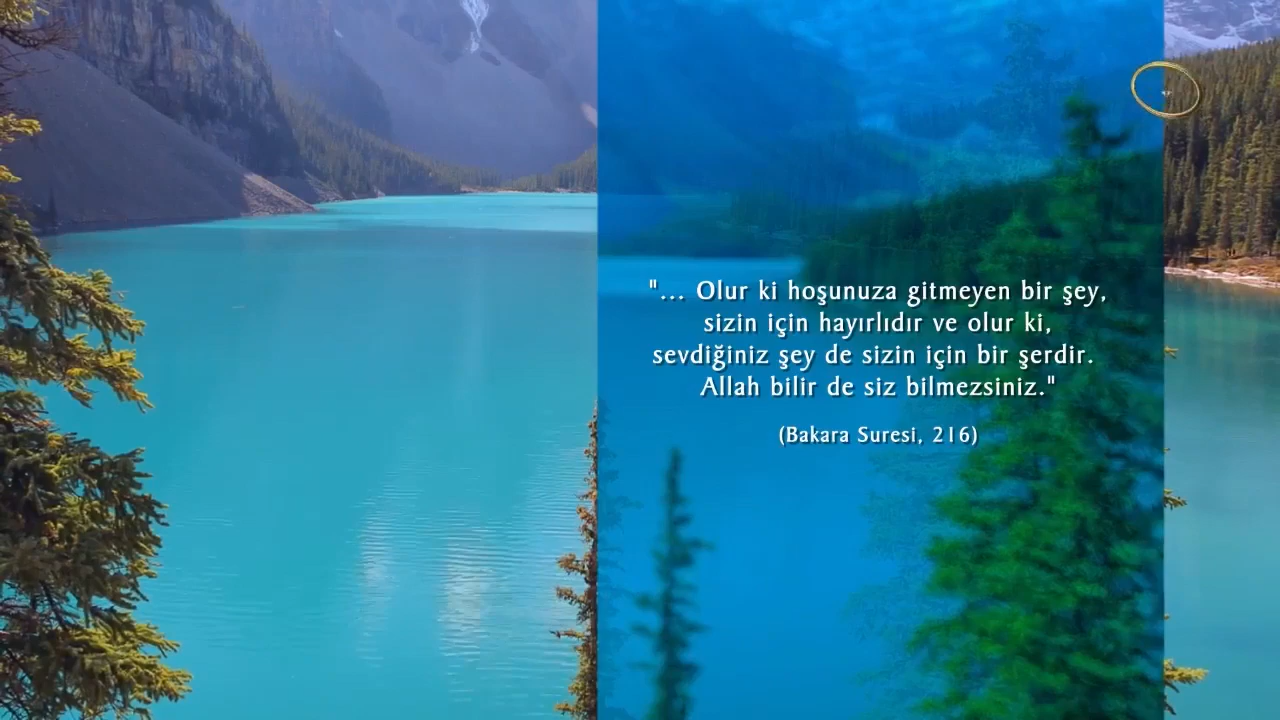 "... Olur ki hoşunuza gitmeyen bir şey,
sizin için hayırlıdır ve olur ki,
sevdiğiniz şey de sizin için bir şerdir.
Allah bilir de siz bilmezsiniz."
(Bakara Suresi, 216)